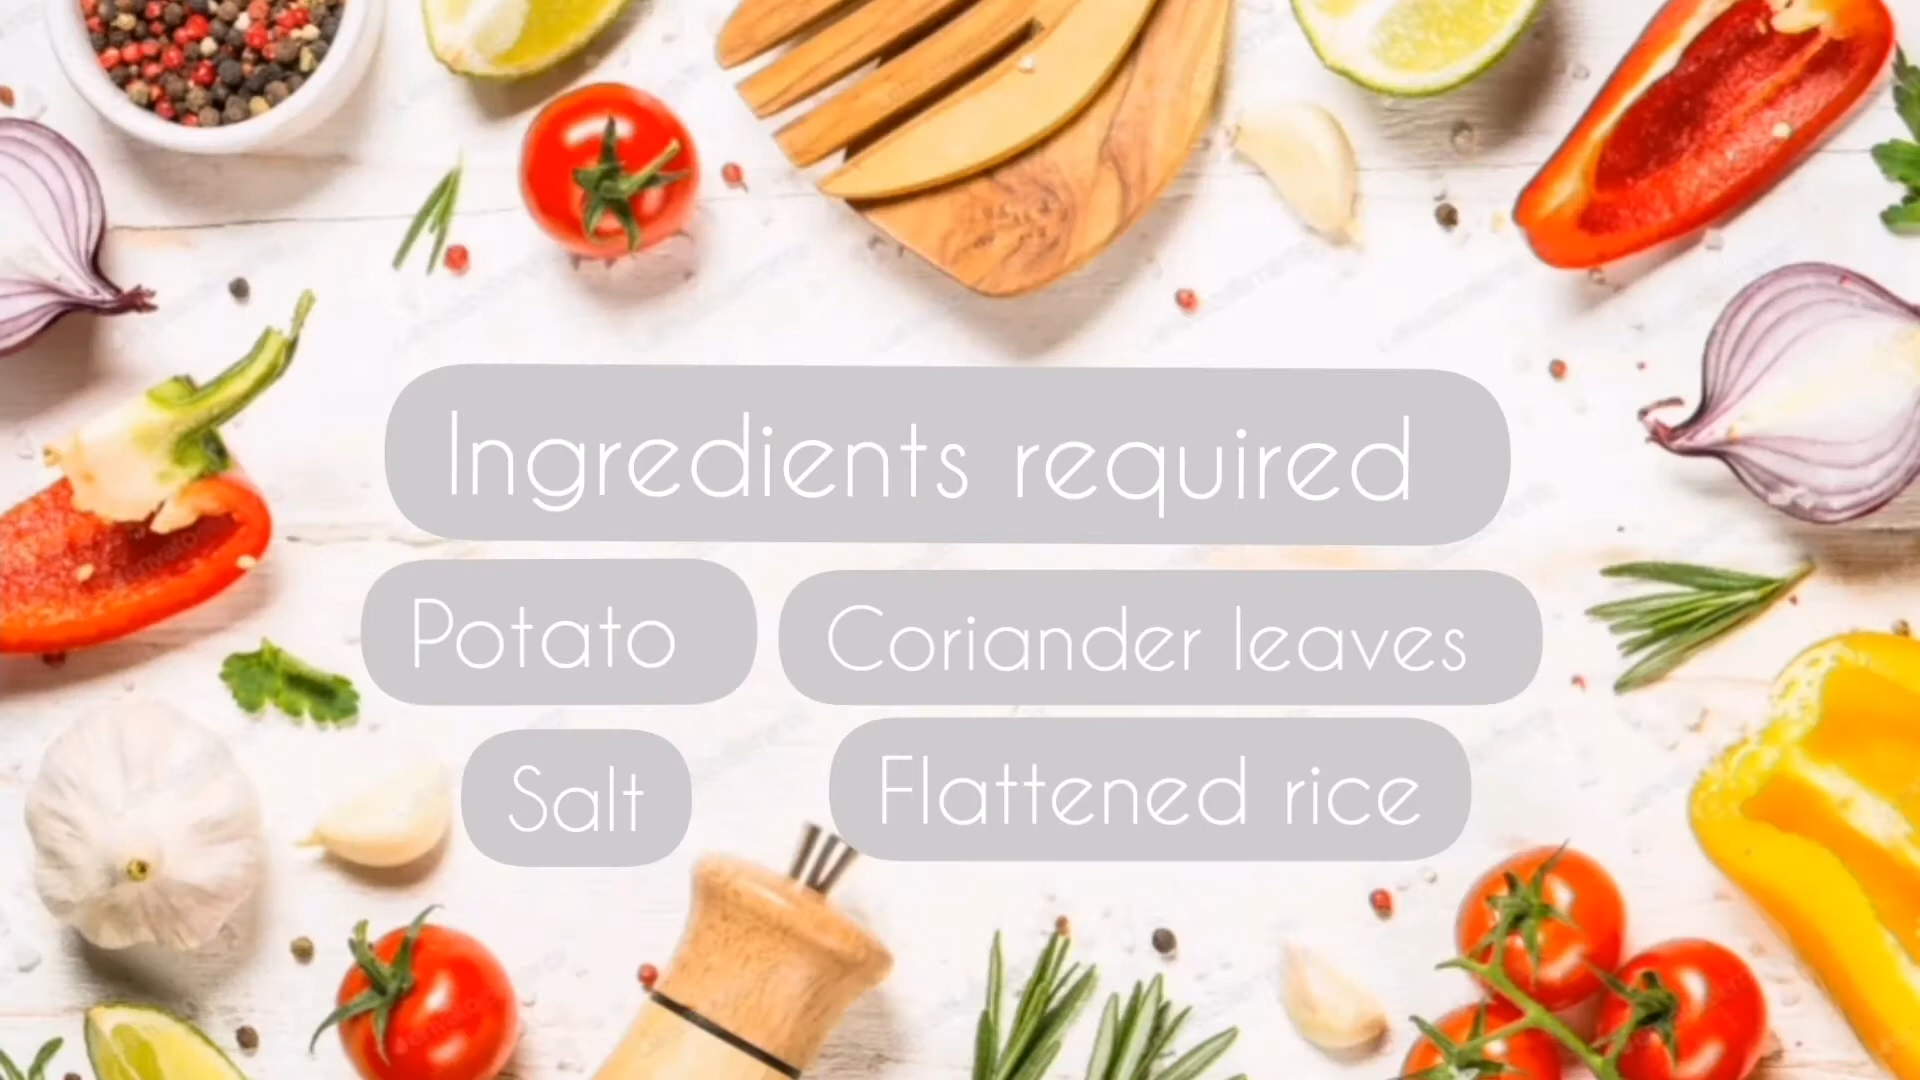 Ingredients required
Potato
Coriander leaves
Salt
Flattened rice